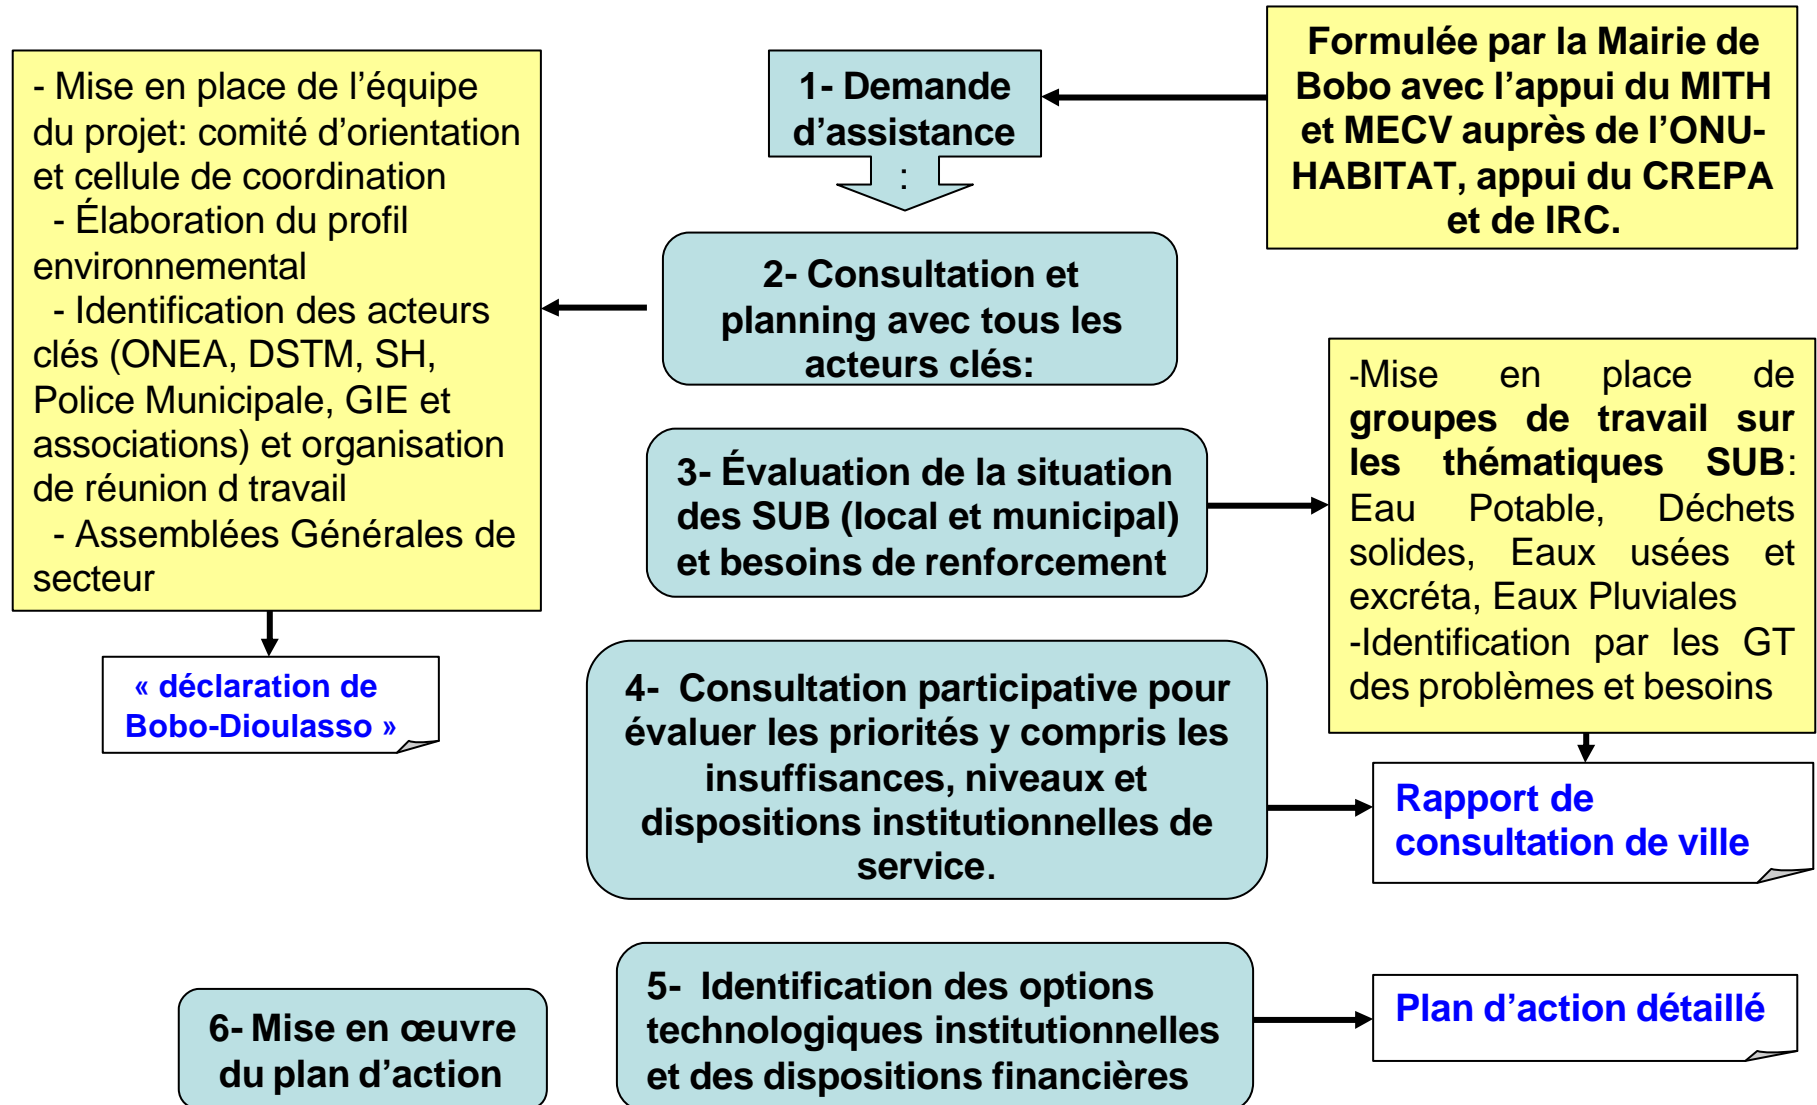 - Mise en place de l’équipe
du projet: comité d’orientation
et cellule de coordination
- Élaboration du profil
environnemental
- Identification des acteurs
clés (ONEA, DSTM, SH,
Police Municipale, GIE et
associations) et organisation
de réunion d travail
- Assemblées Générales de
secteur
« déclaration de
Bobo-Dioulasso »
1- Demande
d’assistance
:
Formulée par la Mairie de
Bobo avec l’appui du MITH
et MECV auprès de l’ONU-
HABITAT, appui du CREPA
et de IRC.
2- Consultation et
planning avec tous les
acteurs clés:
3- Évaluation de la situation
des SUB (local et municipal)
et besoins de renforcement
-Mise en place de
groupes de travail sur
les thématiques SUB:
Eau Potable, Déchets
solides, Eaux usées et
excréta, Eaux Pluviales
-Identification par les GT
des problèmes et besoins
4- Consultation participative pour
évaluer les priorités y compris les
insuffisances, niveaux et
dispositions institutionnelles de
service.
Rapport de
consultation de ville
5- Identification des options
technologiques institutionnelles
et des dispositions financières
Plan d’action détaillé
6- Mise en œuvre
du plan d’action